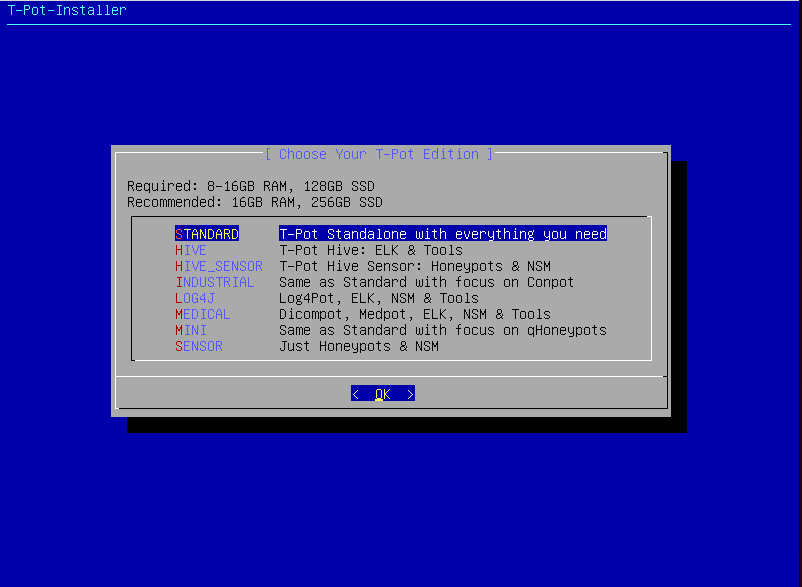 T-Pot-Installer
[ Choose Your T-Pot Edition ]
Required: 8-16GB RAM, 128GB SSD
Recommended: 16GB RAM, 256GB SSD
STANDARD T-Pot Standalone with everything you need
HIVE T-Pot Hive: ELK & Tools
HIVE_SENSOR T-Pot Hive Sensor: Honeypots & NSM
INDUSTRIAL Same as Standard with focus on Conpot
LOG4J Log4Pot, ELK, NSM & Tools
MEDICAL Dicompot, Medpot, ELK, NSM & Tools
MINI Same as Standard with focus on qHoneypots
SENSOR Just Honeypots & NSM
< OK >